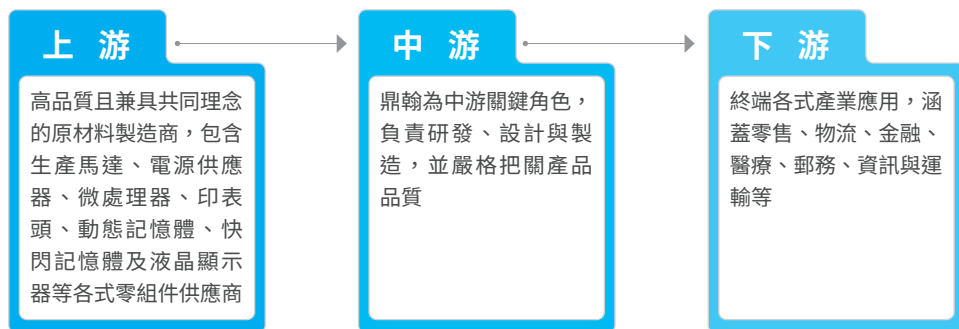 上 游
高品質且兼具共同理念
的原材料製造商，包含
生產馬達、電源供應
器、微處理器、印表
頭、動態記憶體、快
閃記憶體及液晶顯示
器等各式零組件供應商
中 游
鼎翰為中游關鍵角色，
負責研發、設計與製
造，並嚴格把關產品
品質
下 游
終端各式產業應用，涵
蓋零售、物流、金融、
醫療、郵務、資訊與運
輸等